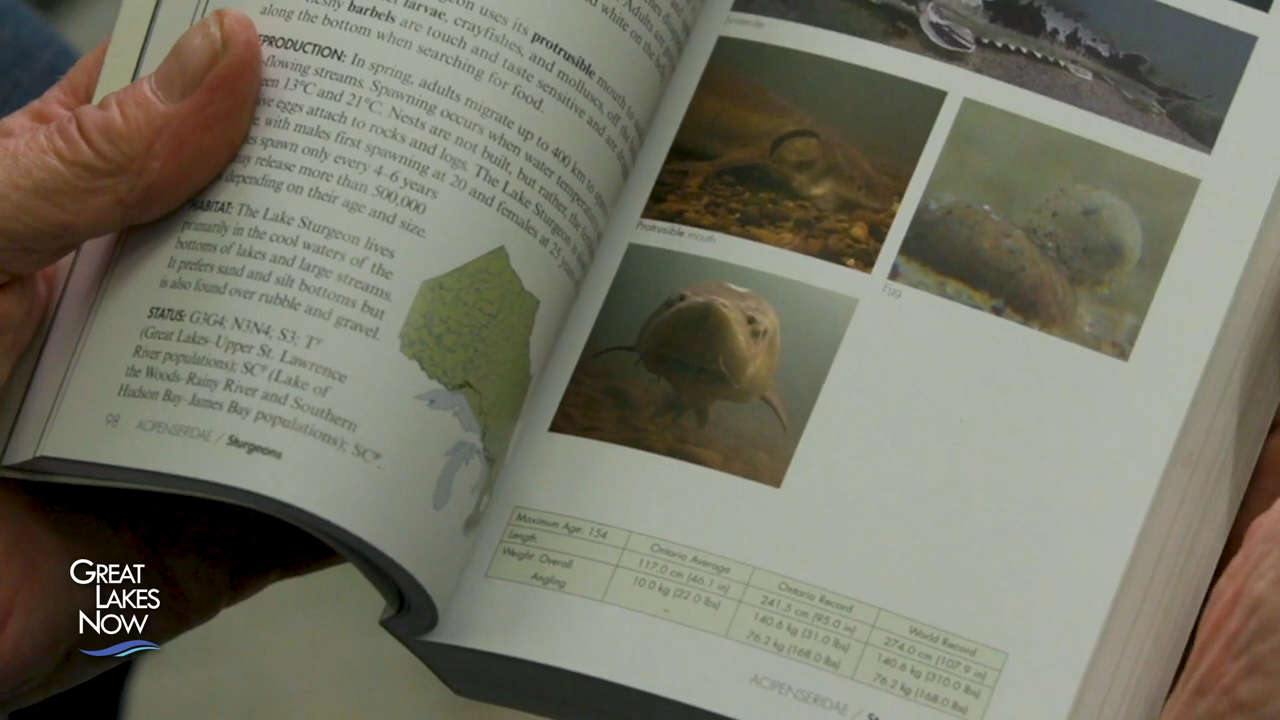 geon uses its protrusible mouth to
larvae, crayfishes, and molluscs, off the
fleshy barbels are touch and taste sensitive and are
along the bottom when searching for food.
EPRODUCTION: In spring, adults migrate up to 400 km to
-flowing streams. Spawning occurs when water temperatures
een 13°C and 21°C. Nests are not built, but rather, the
ive eggs attach to rocks and logs. The Lake Sturgeon
with males first spawning at 20 and females at 25 years
spawn only every 4–6 years
ay release more than 500,000
depending on their age and size.
HABITAT: The Lake Sturgeon lives
primarily in the cool waters of the
bottoms of lakes and large streams.
It prefers sand and silt bottoms but
is also found over rubble and gravel.
STATUS: G3G4; N3N4; S3; T
(Great Lakes–Upper St. Lawrence
River populations); SC (Lake of
the Woods–Rainy River and Southern
Hudson Bay–James Bay populations); SC
98 ACIPENSERIDAE / Sturgeons
Protrusible mouth
Egg
Maximum Age: 154 Ontario Average Ontario Record World Record
Length: 117.0 cm (46.1 in) 241.5 cm (95.0 in) 274.0 cm (107.9 in)
Weight: Overall 10.0 kg (22.0 lbs) 140.6 kg (31.0 lbs) 140.6 kg (310.0 lbs)
Angling – 76.2 kg (168.0 lbs) 76.2 kg (168.0 lbs)
ACIPENSERIDAE / St
GREAT
LAKES
NOW